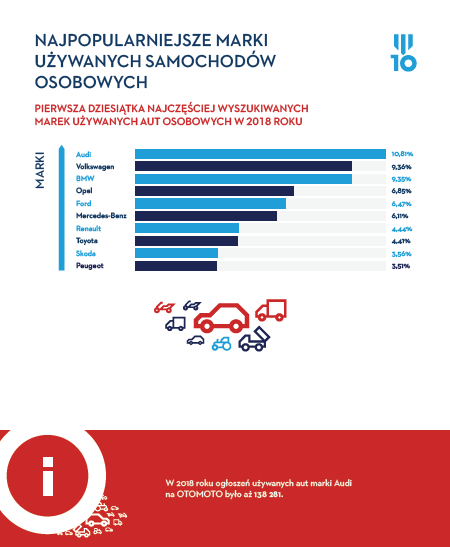 NAJPOPULARNIEJSZE MARKI
UŻYWANYCH SAMOCHODÓW
OSOBOWYCH
10
PIERWSZA DZIESIĄTKA NAJCZĘŚCIEJ WYSZUKIWANYCH
MAREK UŻYWANYCH AUT OSOBOWYCH W 2018 ROKU
MARKI
Audi 10,81%
Volkswagen 9,36%
BMW 9,35%
Opel 6,85%
Ford 6,47%
Mercedes-Benz 6,11%
Renault 4,44%
Toyota 4,41%
Skoda 3,56%
Peugeot 3,51%
i
W 2018 roku ogłoszeń używanych aut marki Audi
na OTOMOTO było aż 138 281.